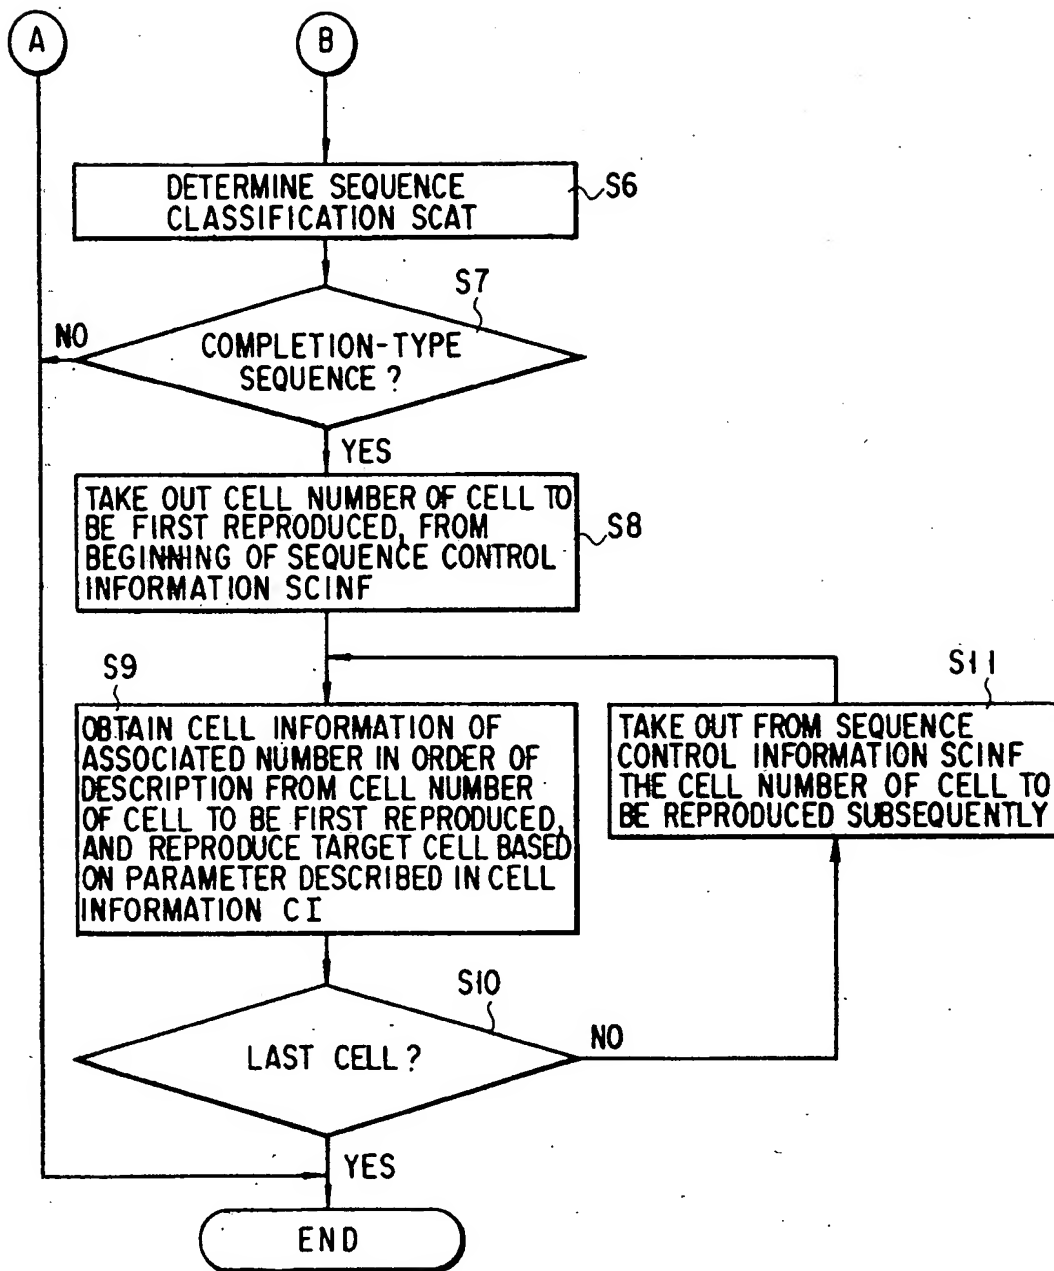 A
B
DETERMINE SEQUENCE
CLASSIFICATION SCAT
S6
S7
NO
COMPLETION-TYPE
SEQUENCE?
YES
TAKE OUT CELL NUMBER OF CELL TO
BE FIRST REPRODUCED, FROM
BEGINNING OF SEQUENCE CONTROL
INFORMATION SCINF
S8
S9
OBTAIN CELL INFORMATION OF
ASSOCIATED NUMBER IN ORDER OF
DESCRIPTION FROM CELL NUMBER
OF CELL TO BE FIRST REPRODUCED,
AND REPRODUCE TARGET CELL BASED
ON PARAMETER DESCRIBED IN CELL
INFORMATION CI
S11
TAKE OUT FROM SEQUENCE
CONTROL INFORMATION SCINF
THE CELL NUMBER OF CELL TO
BE REPRODUCED SUBSEQUENTLY
S10
LAST CELL?
NO
YES
END